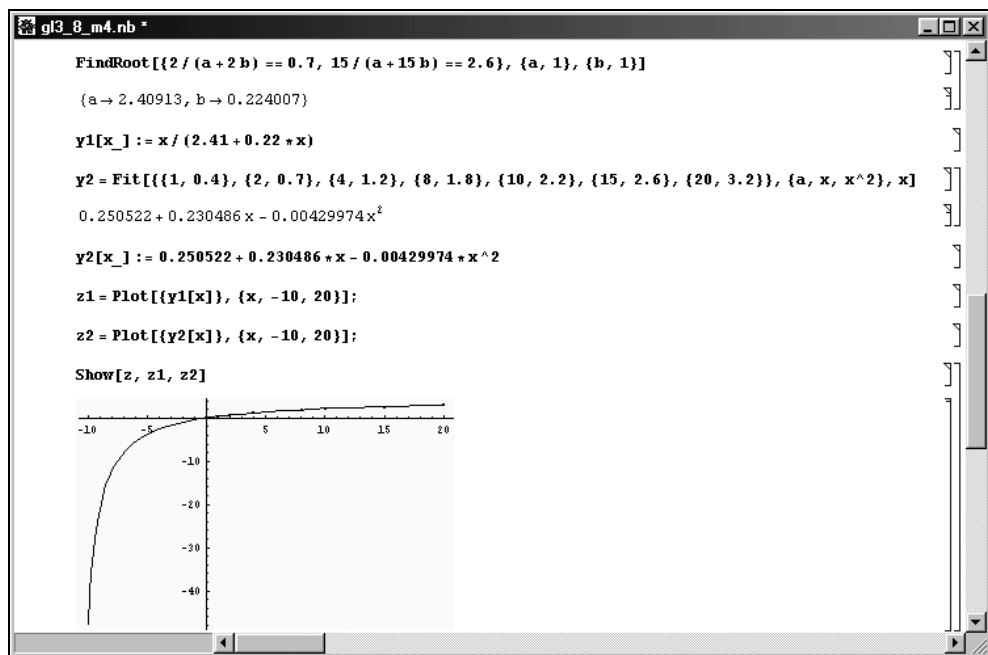 gl3_8_m4.nb *
FindRoot[{2 / (a + 2 b) == 0.7, 15 / (a + 15 b) == 2.6}, {a, 1}, {b, 1}]
{a → 2.40913, b → 0.224007}
y1[x_] := x / (2.41 + 0.22 * x)
y2 = Fit[{{1, 0.4}, {2, 0.7}, {4, 1.2}, {8, 1.8}, {10, 2.2}, {15, 2.6}, {20, 3.2}}, {a, x, x^2}, x]
0.250522 + 0.230486 x - 0.00429974 x²
y2[x_] := 0.250522 + 0.230486 * x - 0.00429974 * x^2
z1 = Plot[{y1[x]}, {x, -10, 20}];
z2 = Plot[{y2[x]}, {x, -10, 20}];
Show[z, z1, z2]
-10 -5 5 10 15 20
-10
-20
-30
-40